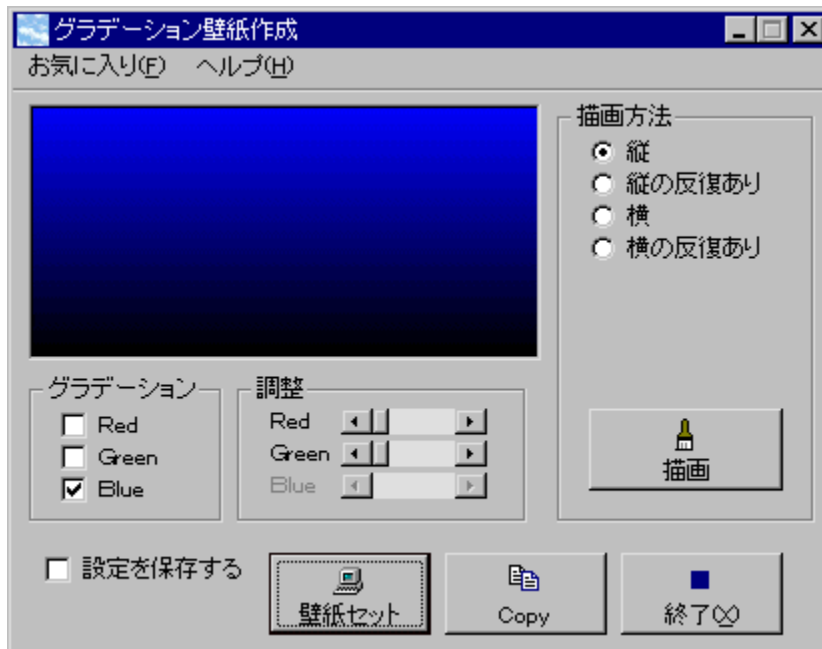 グラデーション壁紙作成
お気に入り(F) ヘルプ(H)
描画方法
縦
縦の反復あり
横
横の反復あり
描画
グラデーション
Red
Green
Blue
調整
Red
Green
Blue
設定を保存する
壁紙セット
Copy
終了(X)